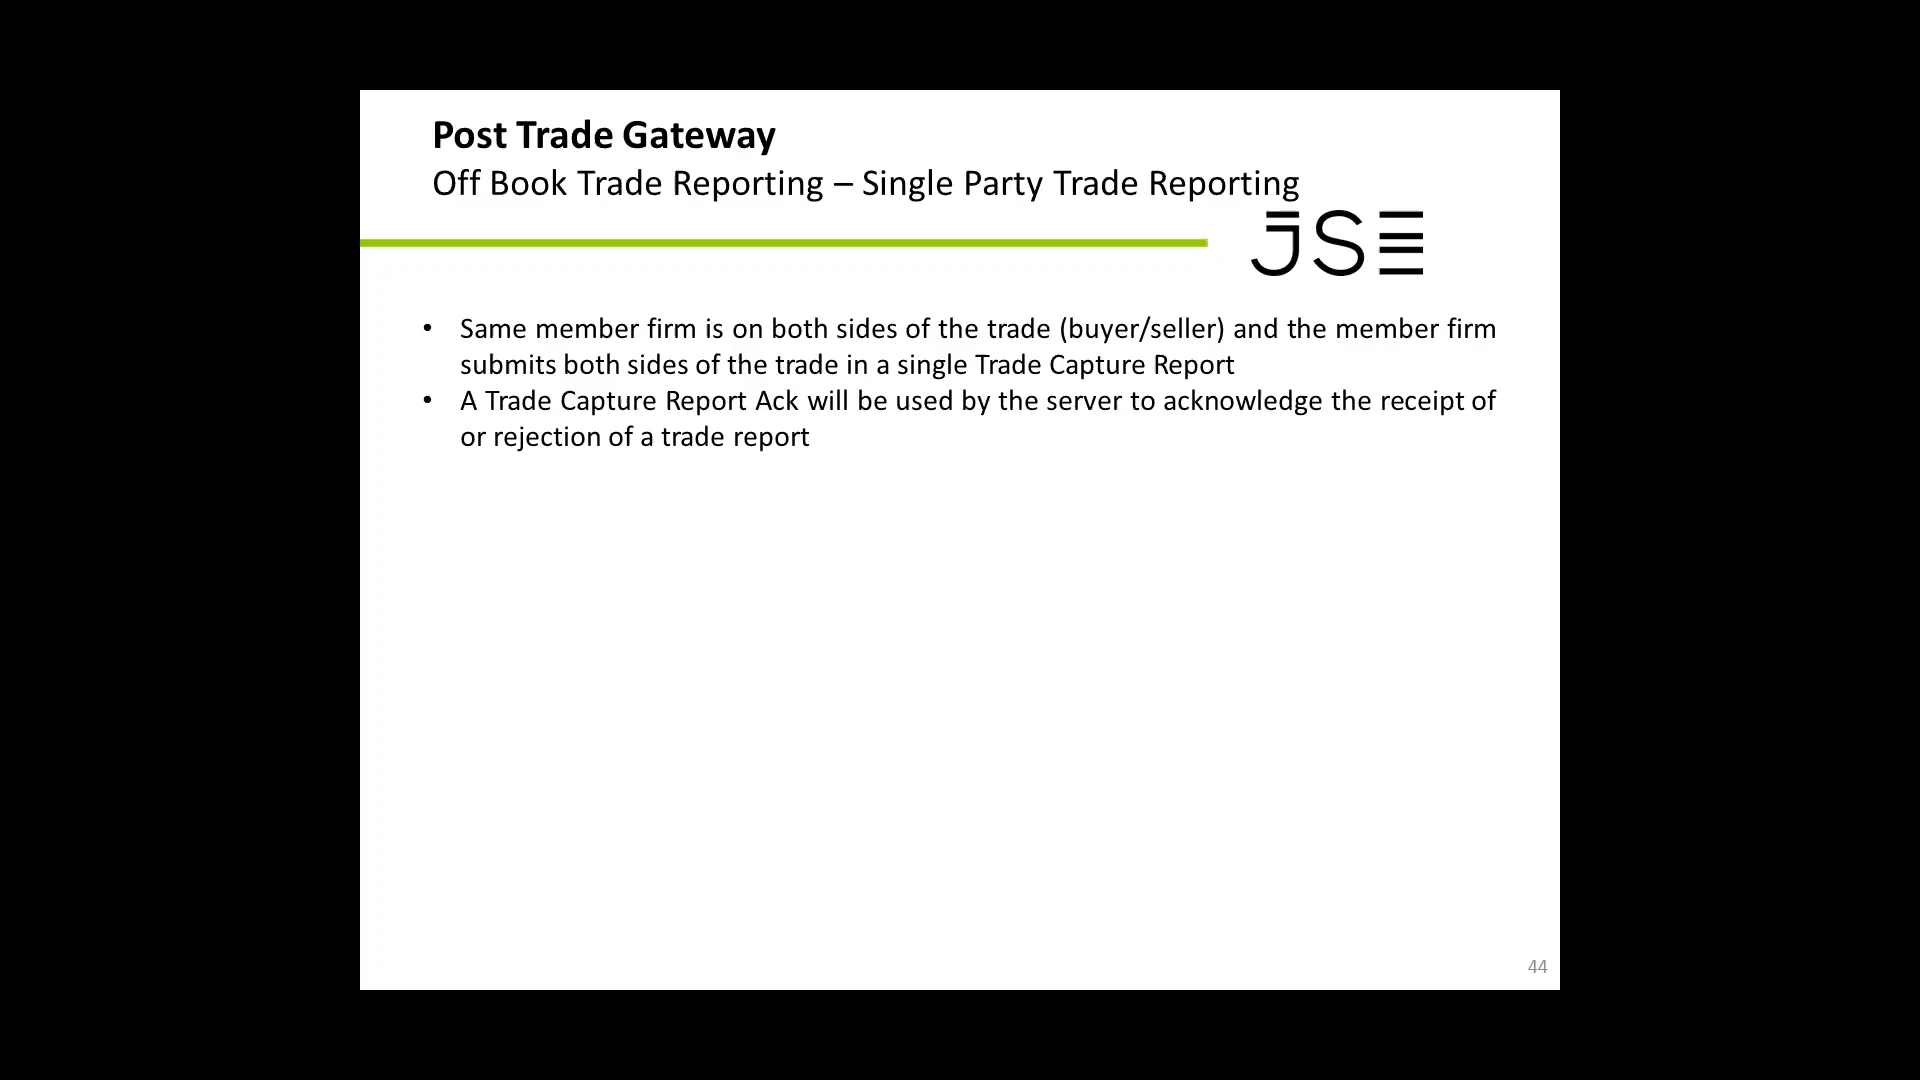 Post Trade Gateway
Off Book Trade Reporting – Single Party Trade Reporting
JSE
• Same member firm is on both sides of the trade (buyer/seller) and the member firm
submits both sides of the trade in a single Trade Capture Report
• A Trade Capture Report Ack will be used by the server to acknowledge the receipt of
or rejection of a trade report
44